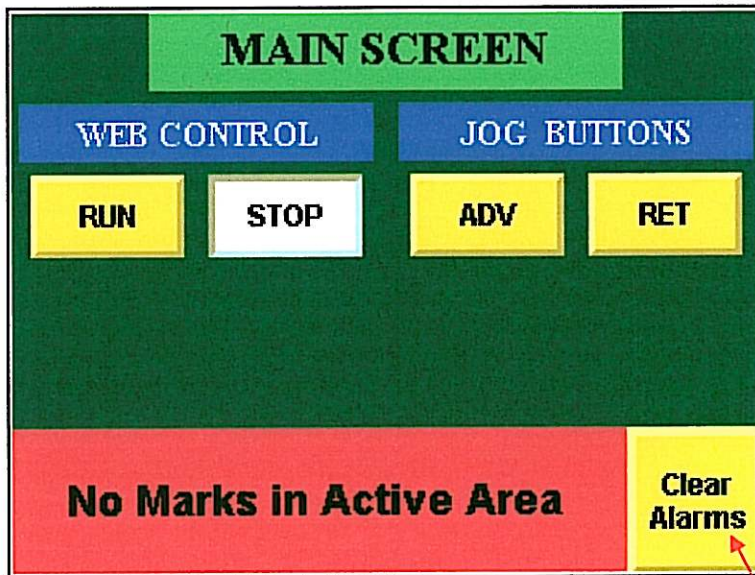 MAIN SCREEN
WEB CONTROL
JOG BUTTONS
RUN
STOP
ADV
RET
No Marks in Active Area
Clear
Alarms